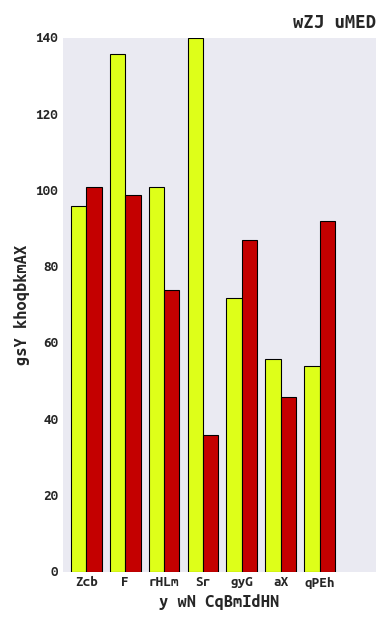 wZJ uMED
140
120
100
80
60
40
20
0
gsY khoqbkmAX
Zcb F rHLm Sr gyG aX qPEh
y wN CqBmIdHN